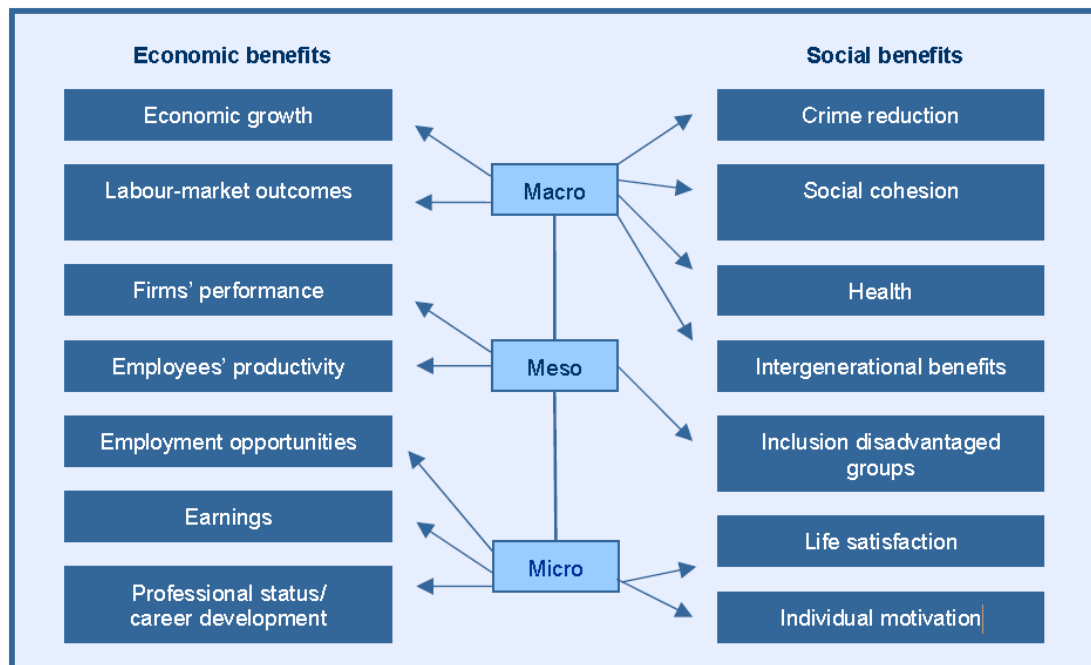 Economic benefits
Economic growth
Labour-market outcomes
Firms’ performance
Employees’ productivity
Employment opportunities
Earnings
Professional status/
career development
Macro
Meso
Micro
Social benefits
Crime reduction
Social cohesion
Health
Intergenerational benefits
Inclusion disadvantaged
groups
Life satisfaction
Individual motivation